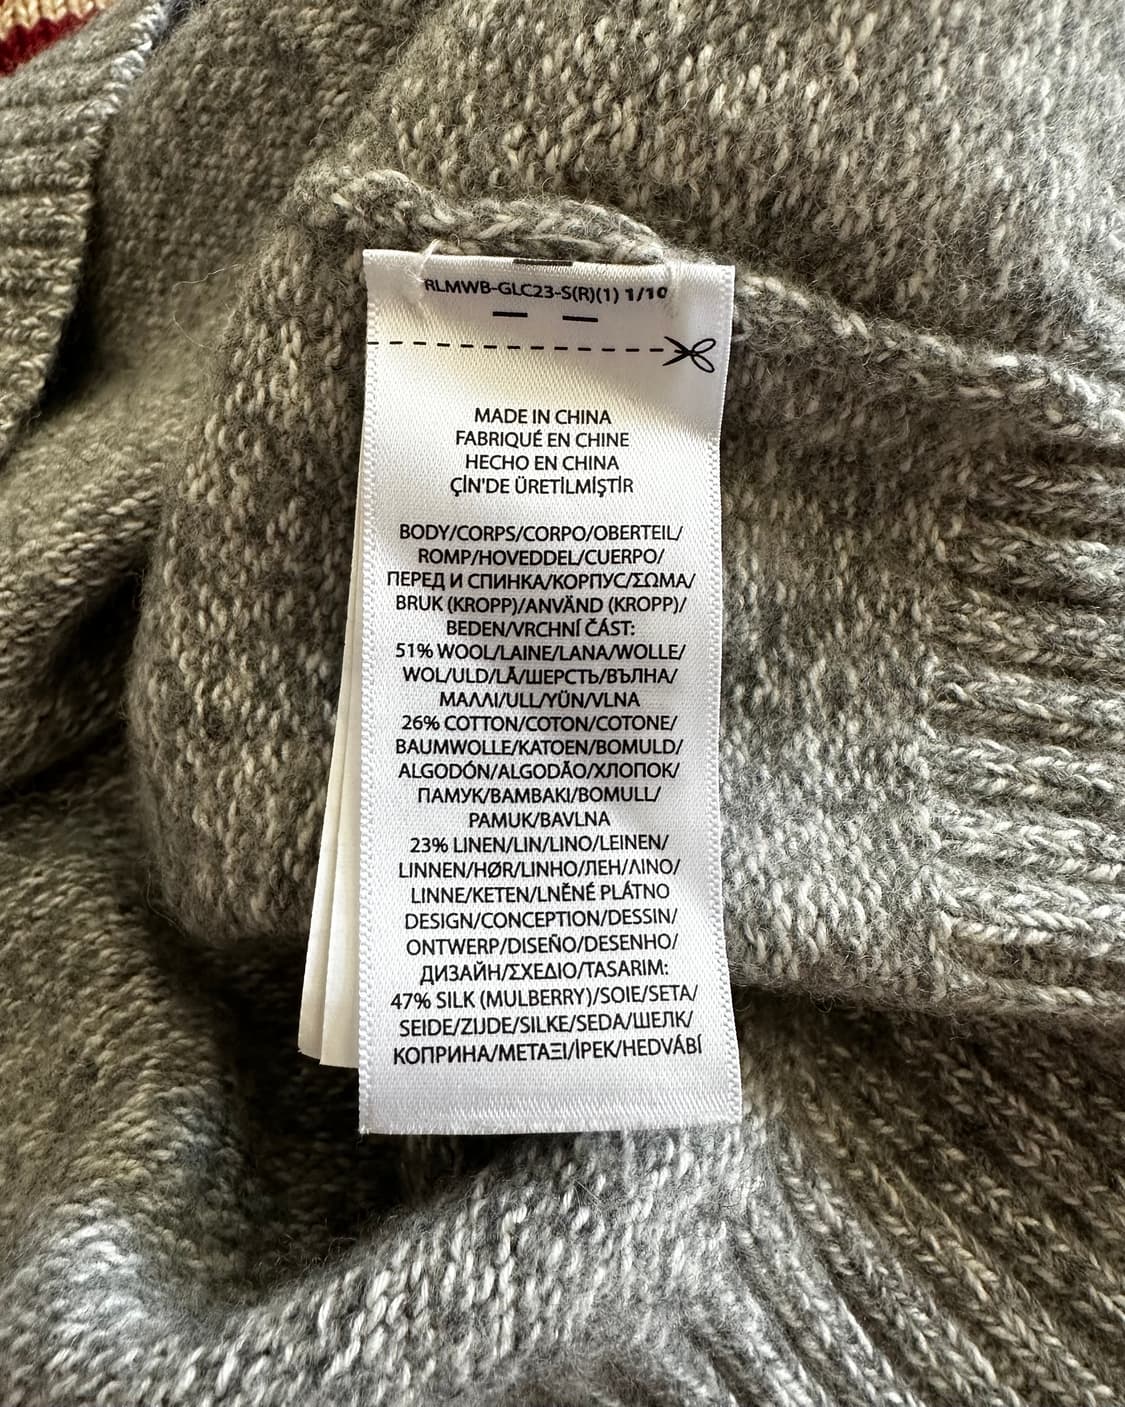 RLMWB-GLC23-S(R)(1) 1/10
MADE IN CHINA
FABRIQUÉ EN CHINE
HECHO EN CHINA
ÇİN'DE ÜRETİLMİŞTİR
BODY/CORPS/CORPO/OBERTEIL/
ROMP/HOVEDDEL/CUERPO/
ПЕРЕД И СПИНКА/КОРПУС/ΣΩΜΑ/
BRUK (KROPP)/ANVÄND (KROPP)/
BEDEN/VRCHNÍ ČÁST:
51% WOOL/LAINE/LANA/WOLLE/
WOL/ULD/LÃ/ШЕРСТЬ/ВЪЛНА/
ΜΑΛΛΙ/ULL/YÜN/VLNA
26% COTTON/COTON/COTONE/
BAUMWOLLE/KATOEN/BOMULD/
ALGODÓN/ALGODÃO/ХЛОПОК/
ПАМУК/BAMBAKI/BOMULL/
PAMUK/BAVLNA
23% LINEN/LIN/LINO/LEINEN/
LINNEN/HØR/LINHO/ЛЕН/ΛΙΝΟ/
LINNE/KETEN/LNĚNÉ PLÁTNO
DESIGN/CONCEPTION/DESSIN/
ONTWERP/DISEÑO/DESENHO/
ДИЗАЙН/ΣΧΕΔΙΟ/TASARIM:
47% SILK (MULBERRY)/SOIE/SETA/
SEIDE/ZIJDE/SILKE/SEDA/ШЕЛК/
КОПРИНА/ΜΕΤΑΞΙ/İPEK/HEDVÁBÍ